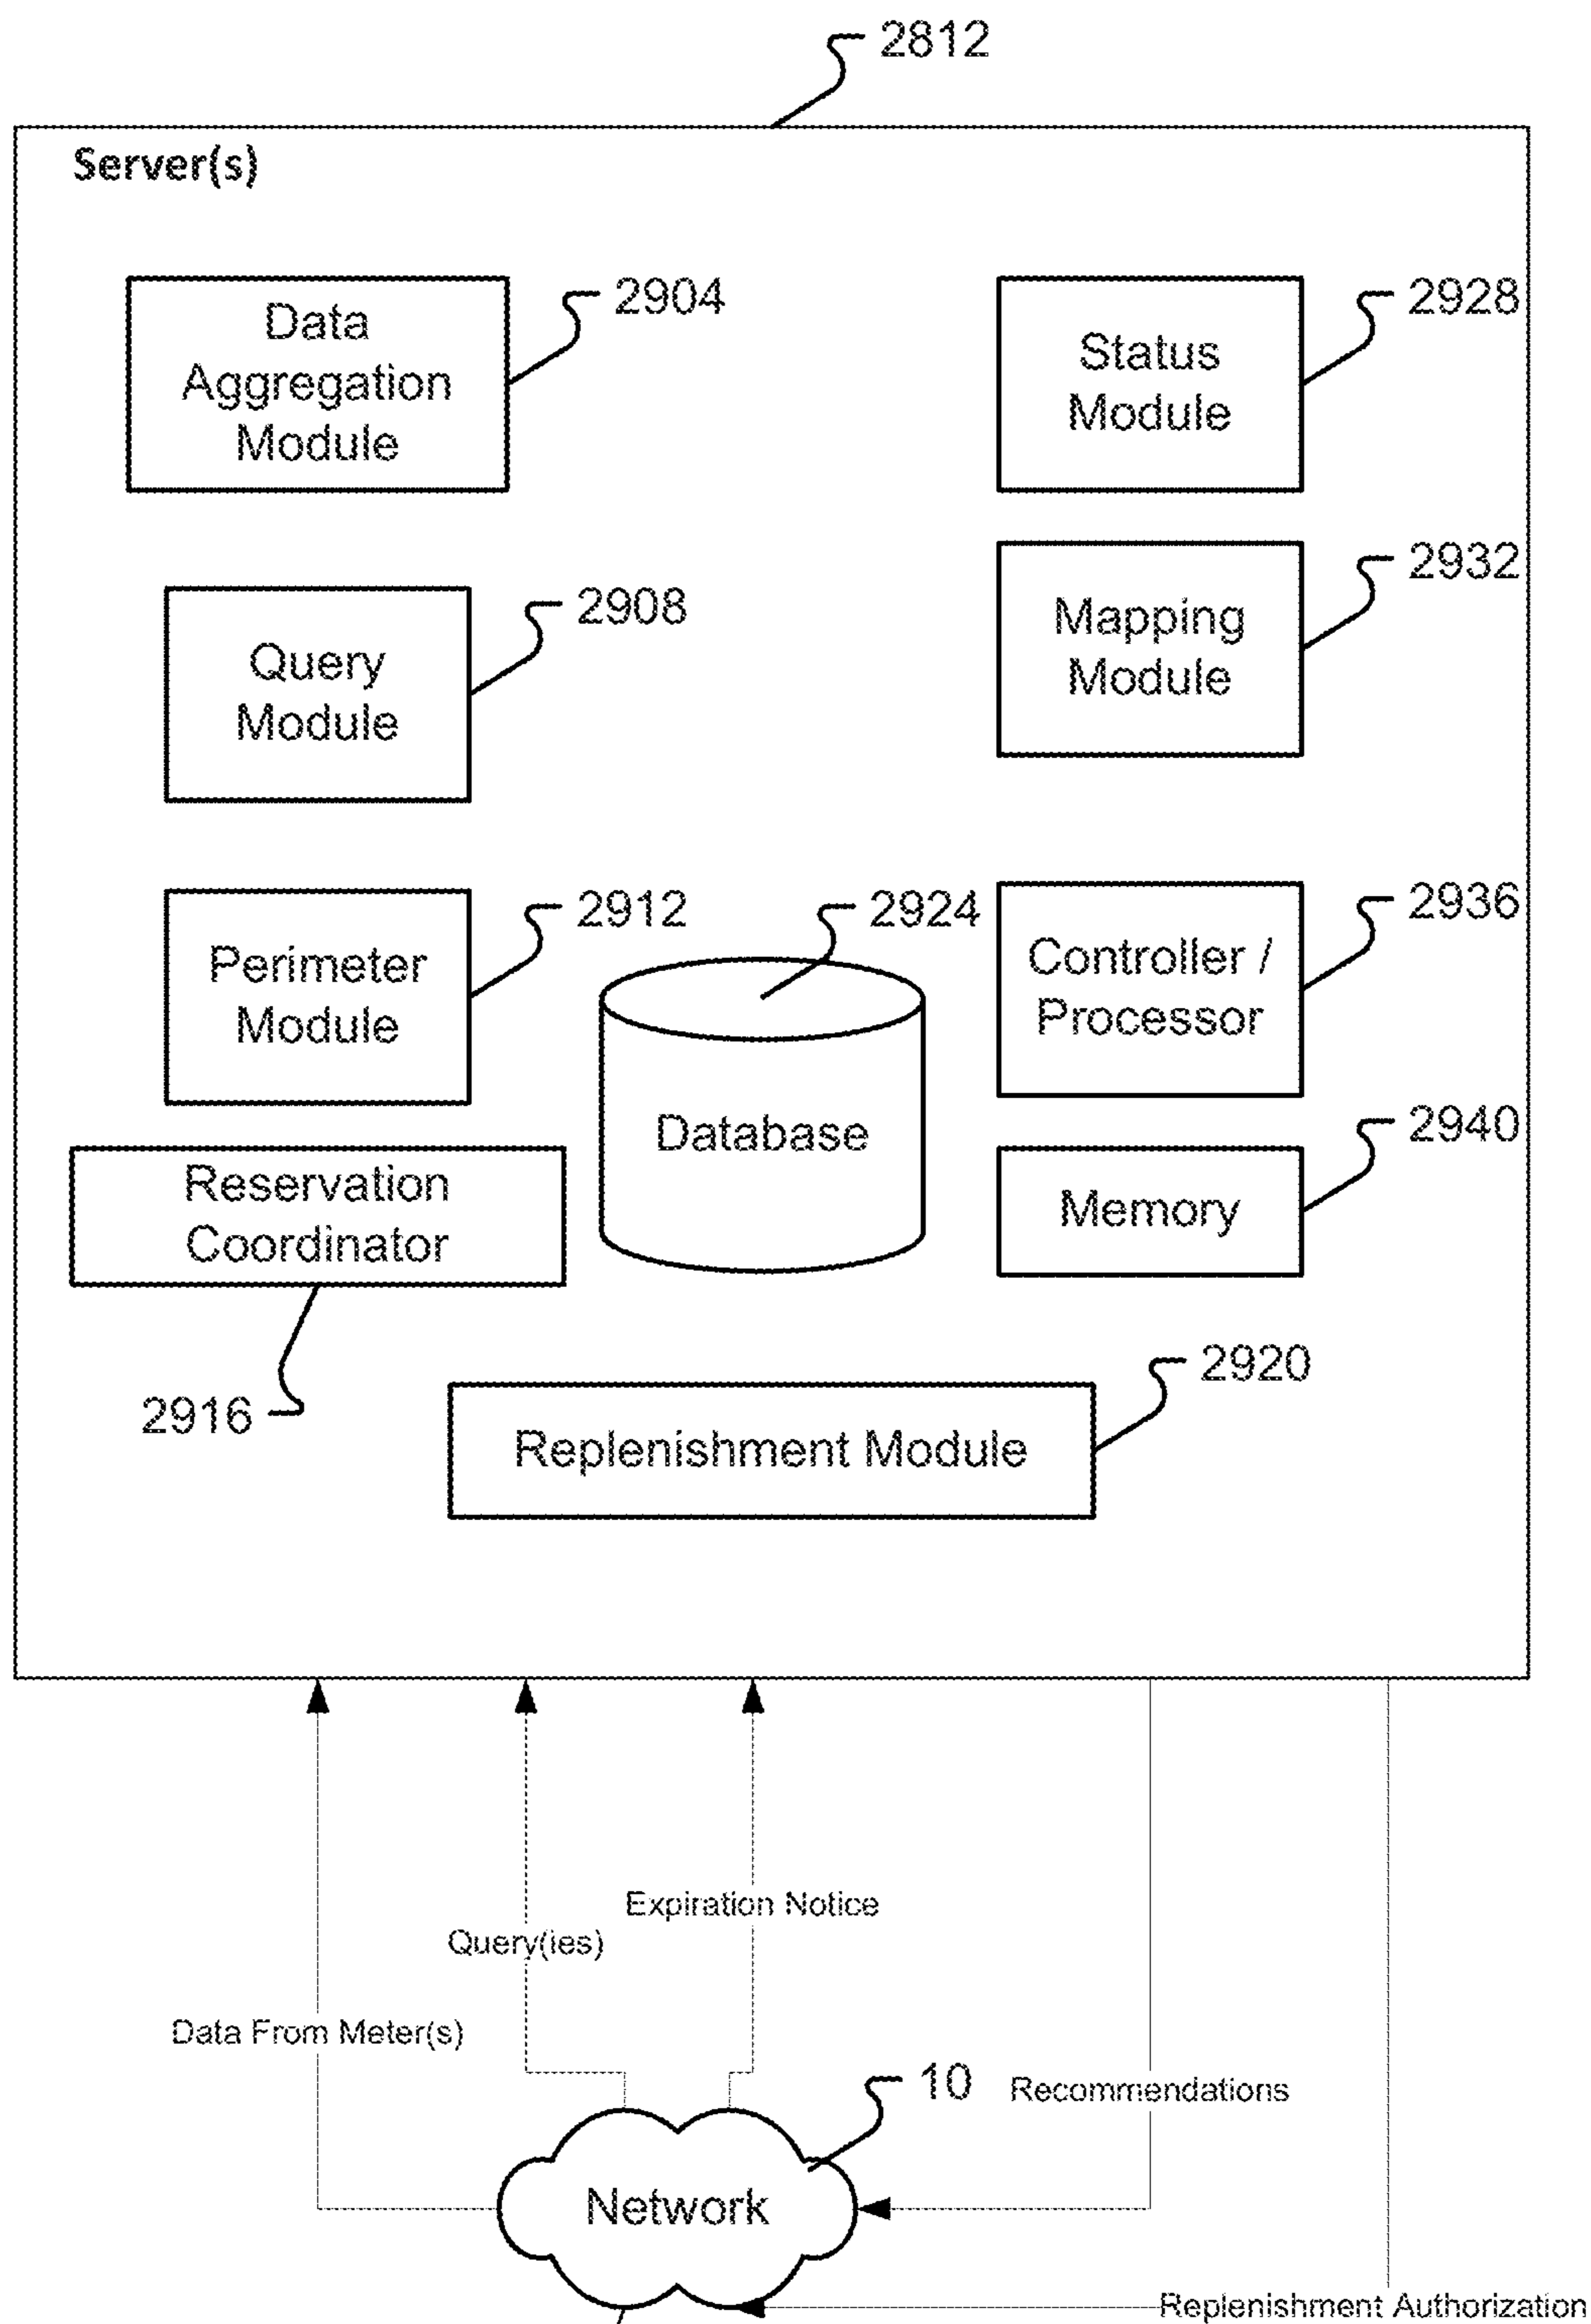 2812
Server(s)
Data
Aggregation
Module
2904
Status
Module
2928
Query
Module
2908
Mapping
Module
2932
Perimeter
Module
2912
2924
Database
Controller /
Processor
2936
Reservation
Coordinator
2916
Memory
2940
Replenishment Module
2920
Expiration Notice
Query(ies)
Data From Meter(s)
10
Recommendations
Network
Replenishment Authorization